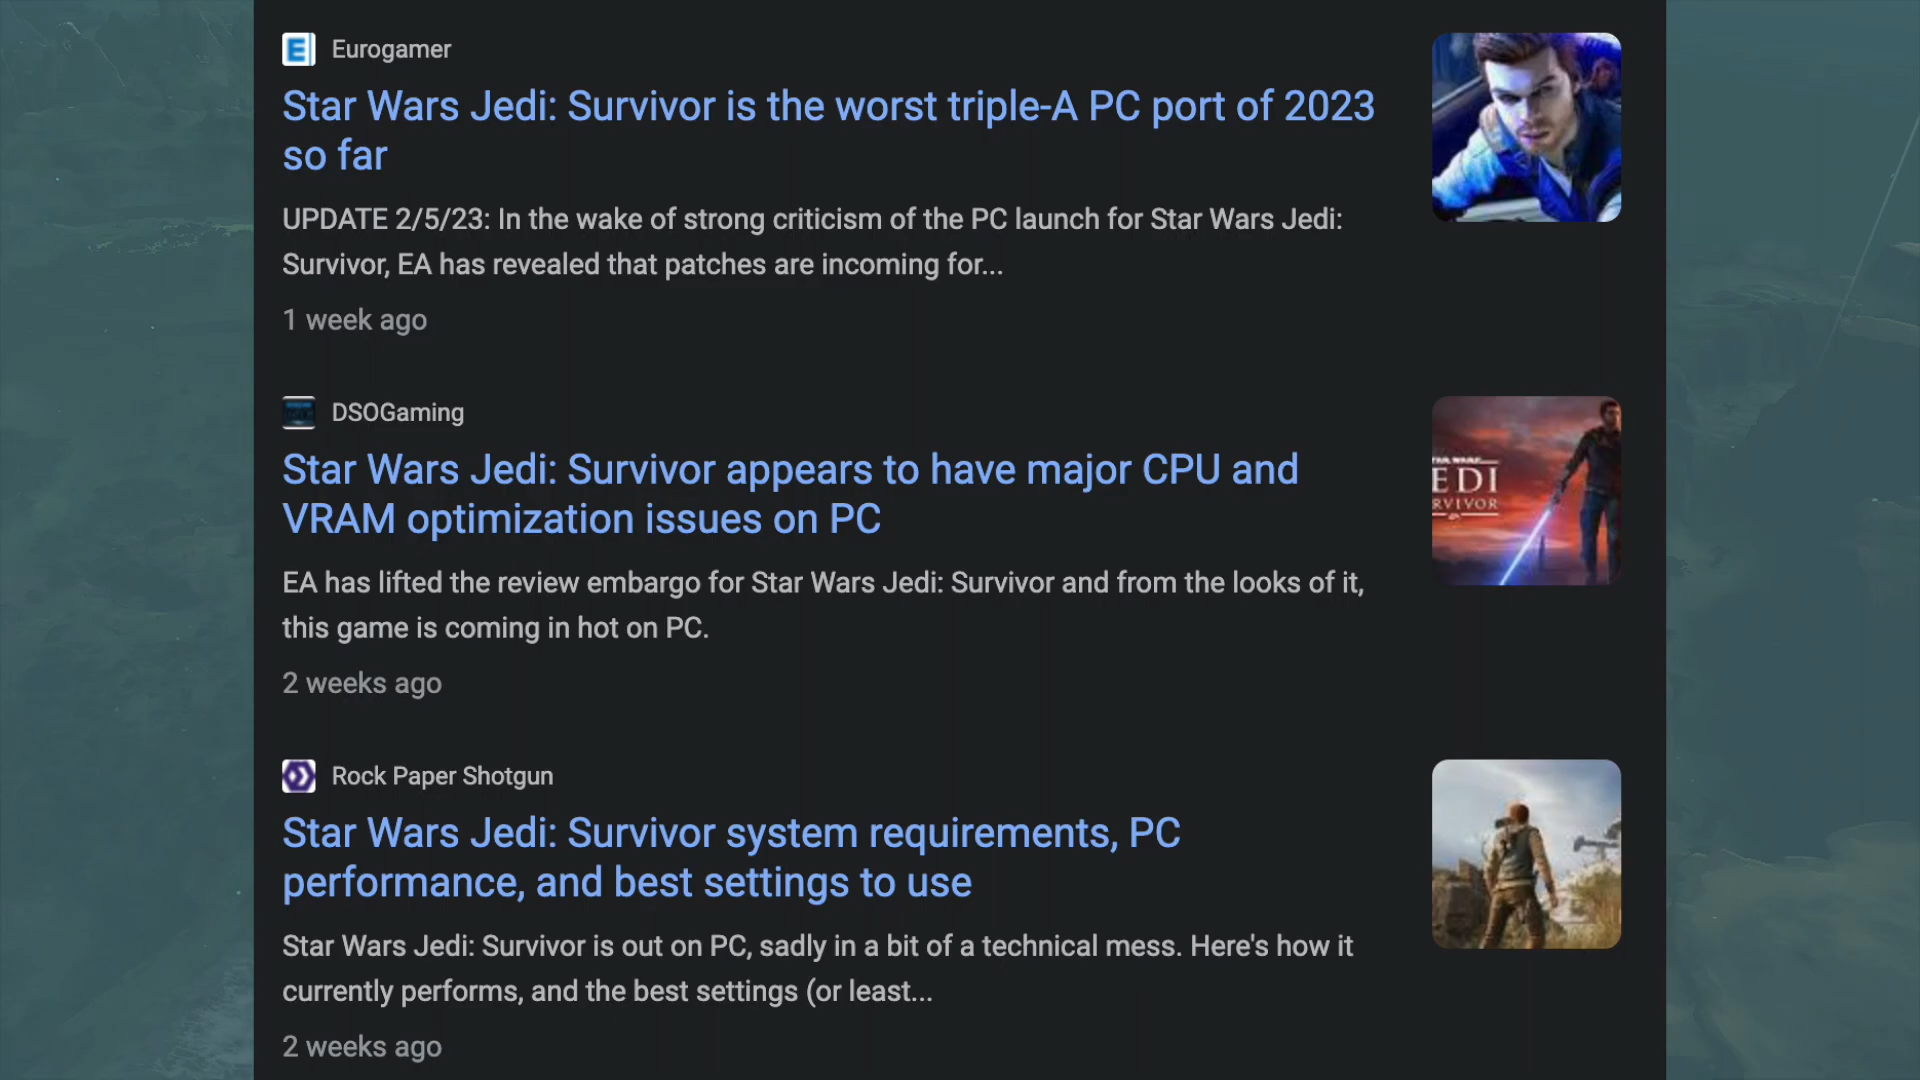 Eurogamer
Star Wars Jedi: Survivor is the worst triple-A PC port of 2023
so far
UPDATE 2/5/23: In the wake of strong criticism of the PC launch for Star Wars Jedi:
Survivor, EA has revealed that patches are incoming for...
1 week ago
DSOGaming
Star Wars Jedi: Survivor appears to have major CPU and
VRAM optimization issues on PC
EA has lifted the review embargo for Star Wars Jedi: Survivor and from the looks of it,
this game is coming in hot on PC.
2 weeks ago
EDI
RVIVOR
Rock Paper Shotgun
Star Wars Jedi: Survivor system requirements, PC
performance, and best settings to use
Star Wars Jedi: Survivor is out on PC, sadly in a bit of a technical mess. Here's how it
currently performs, and the best settings (or least...
2 weeks ago